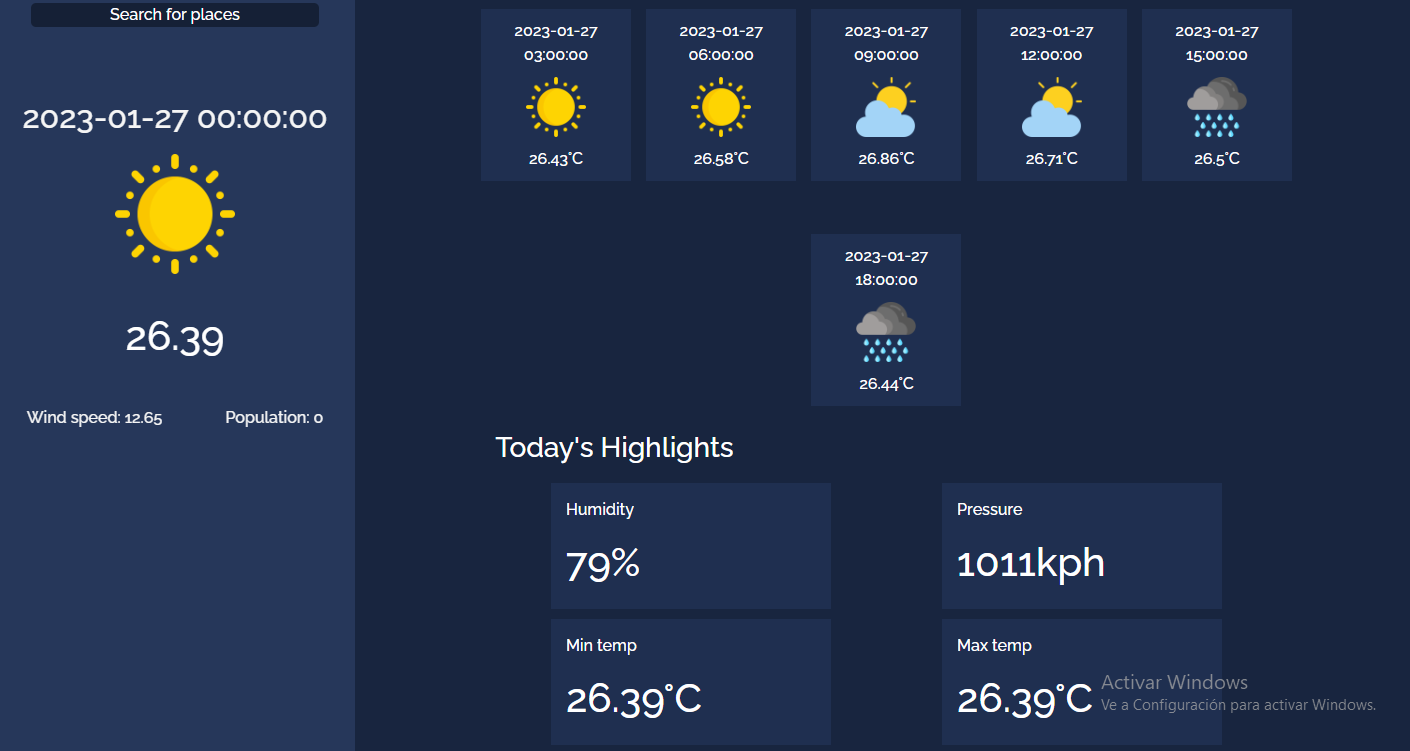 Search for places
2023-01-27 00:00:00
26.39
Wind speed: 12.65
Population: 0
2023-01-27
03:00:00
26.43°C
2023-01-27
06:00:00
26.58°C
2023-01-27
09:00:00
26.86°C
2023-01-27
12:00:00
26.71°C
2023-01-27
15:00:00
26.5°C
2023-01-27
18:00:00
26.44°C
Today's Highlights
Humidity
79%
Pressure
1011kph
Min temp
26.39°C
Max temp
26.39°C
Activar Windows
Ve a Configuración para activar Windows.